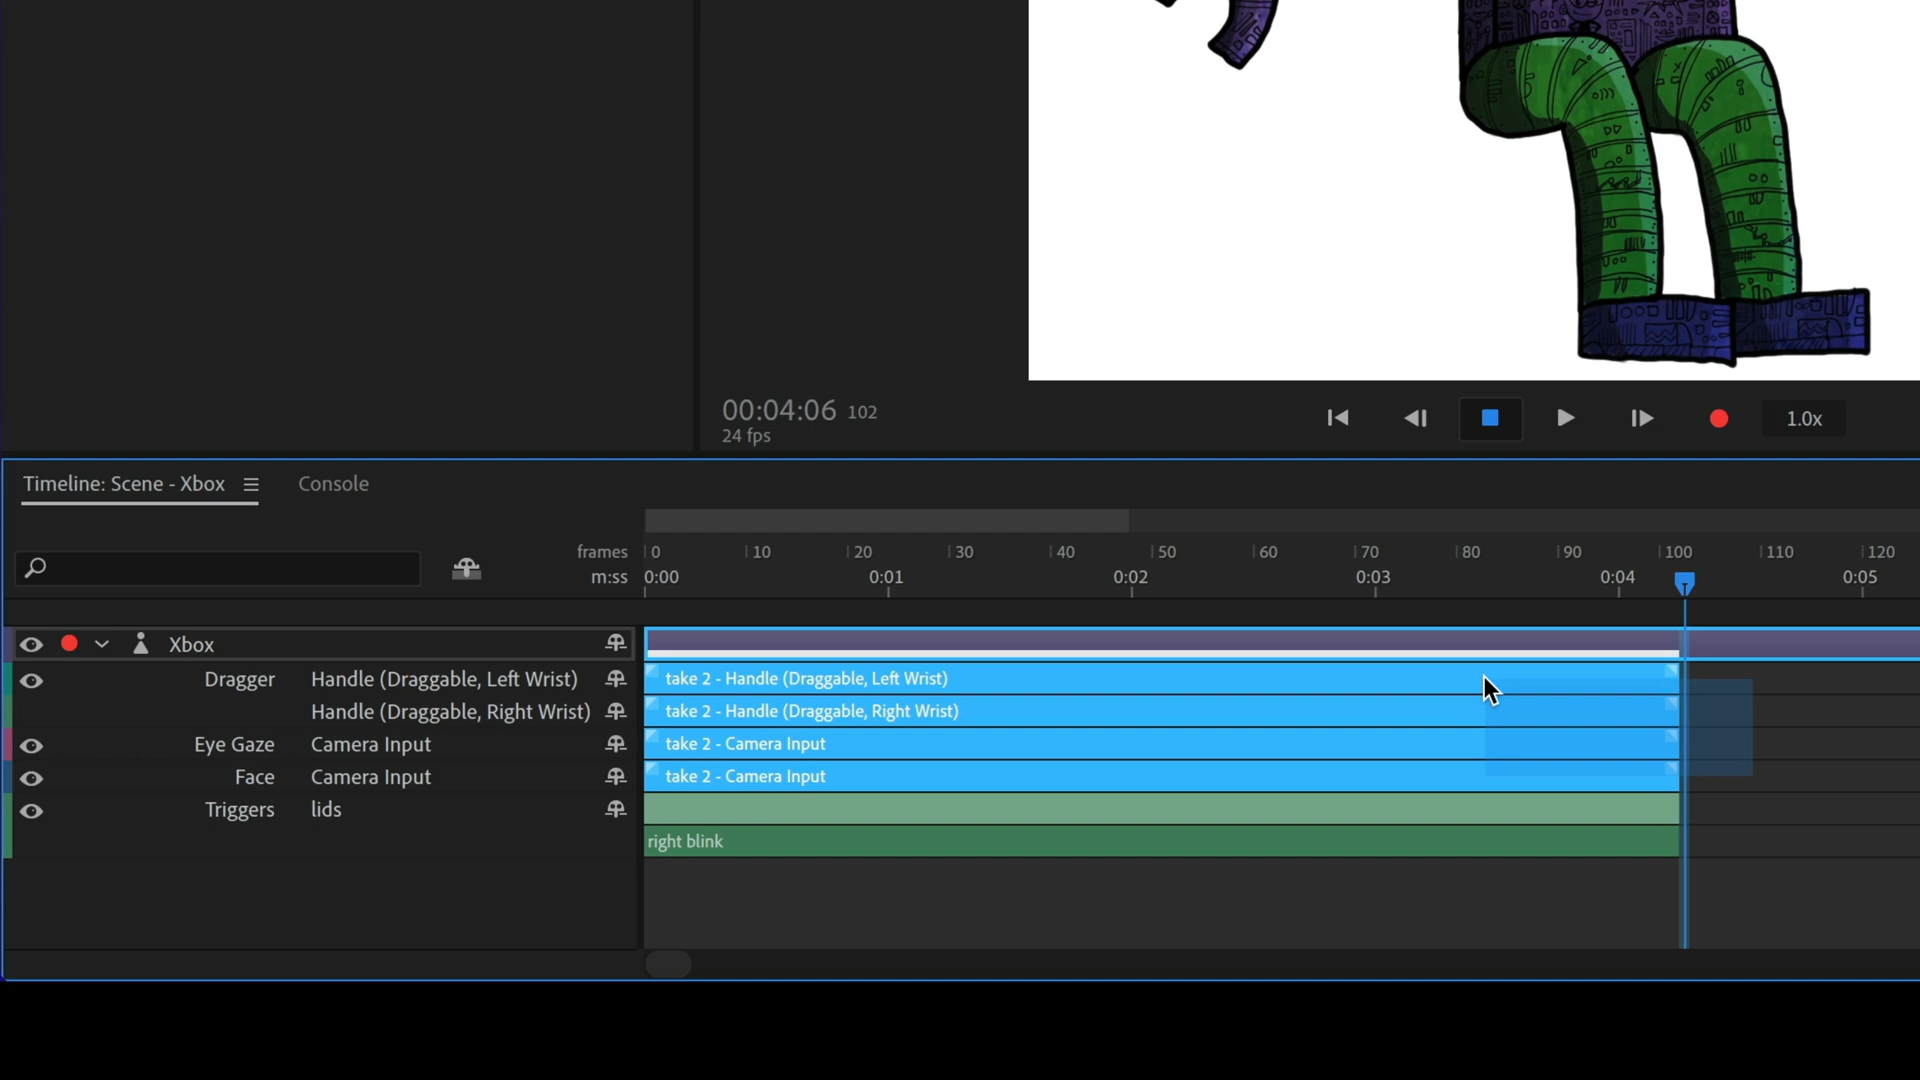 00:04:06 102
24 fps
1.0x
Timeline: Scene - Xbox
Console
frames 0 10 20 30 40 50 60 70 80 90 100 110 120
m:ss 0:00 0:01 0:02 0:03 0:04 0:05
Xbox
Dragger Handle (Draggable, Left Wrist) take 2 - Handle (Draggable, Left Wrist)
Handle (Draggable, Right Wrist) take 2 - Handle (Draggable, Right Wrist)
Eye Gaze Camera Input take 2 - Camera Input
Face Camera Input take 2 - Camera Input
Triggers lids
right blink